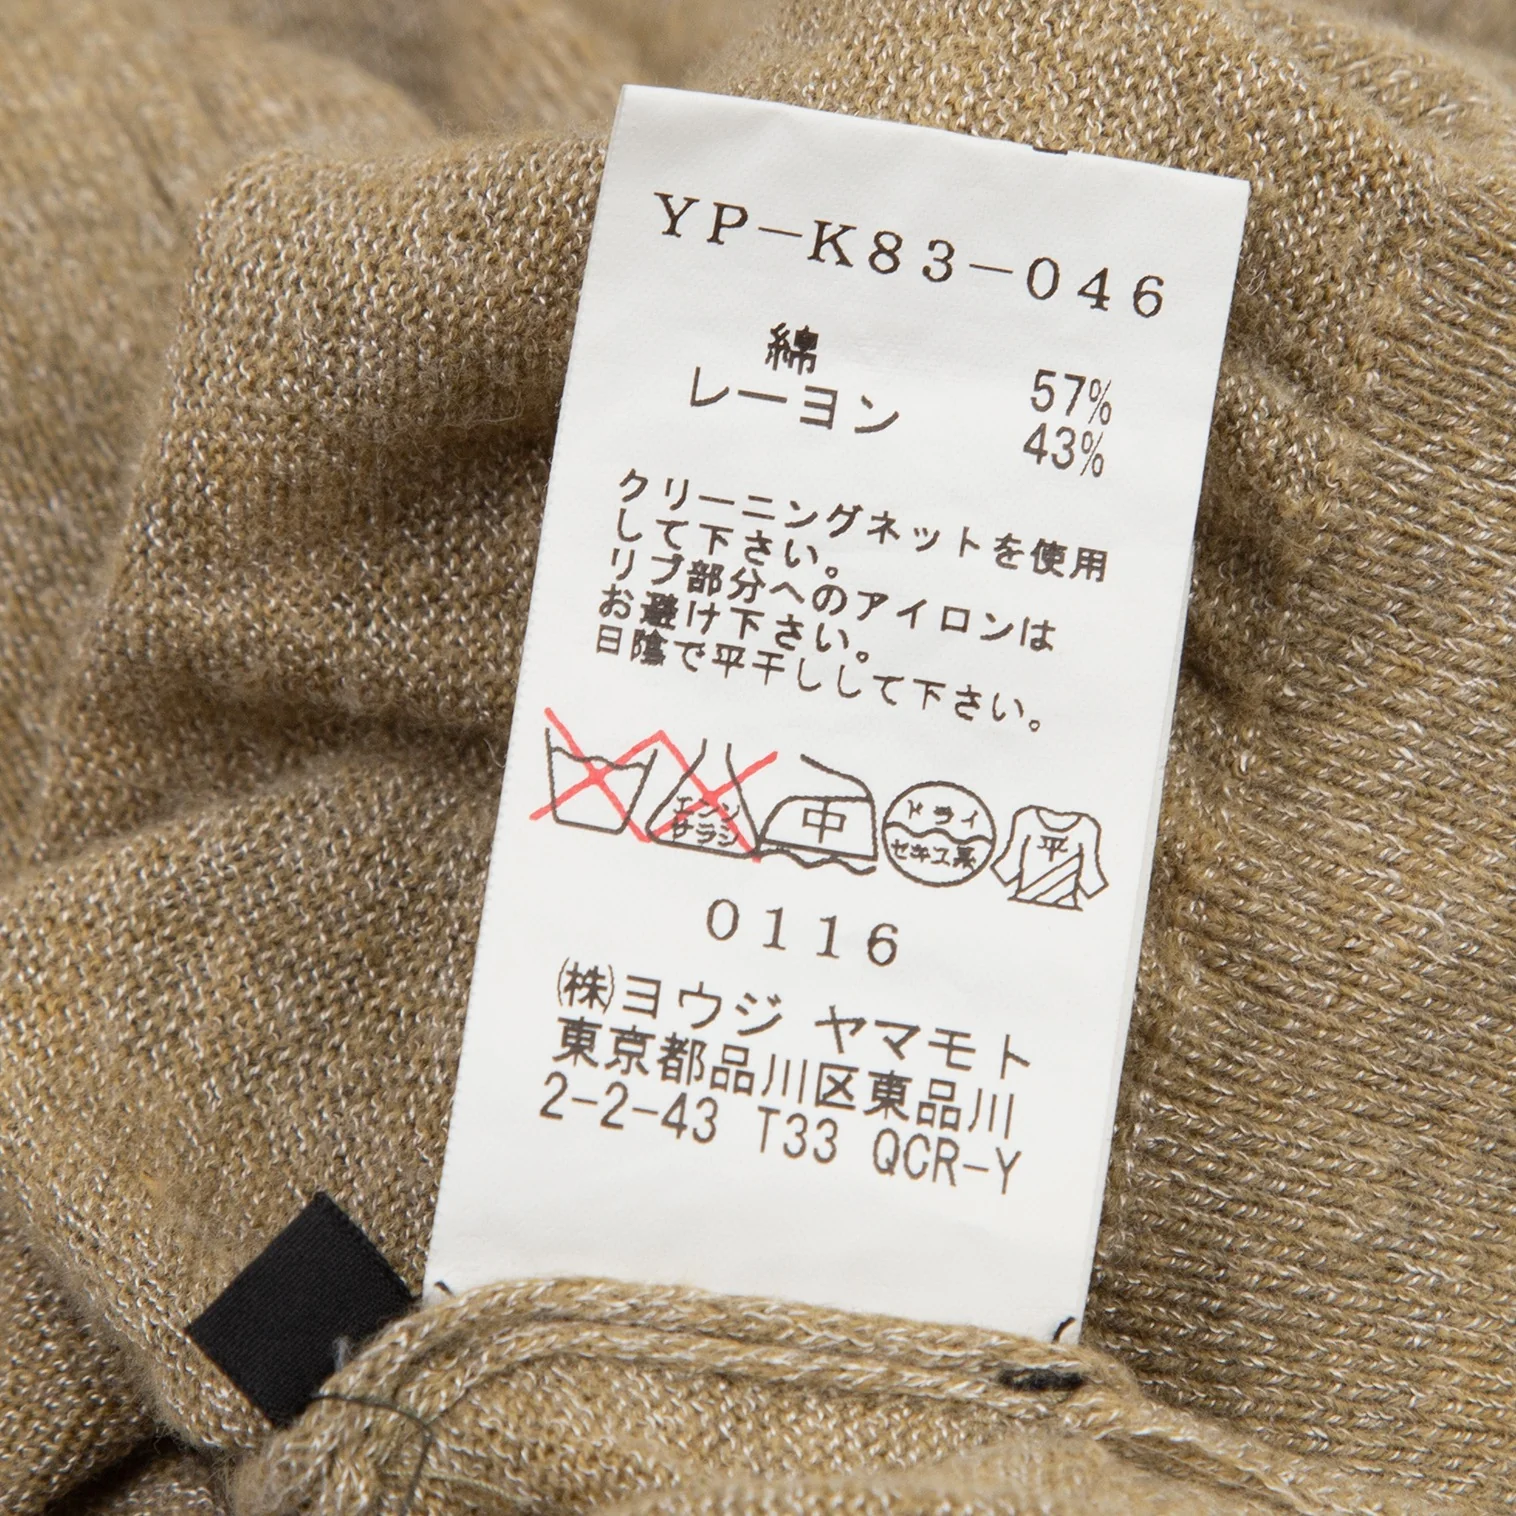 YP-K83-046
綿 57%
レーヨン 43%
クリーニングネットを使用
して下さい。
リブ部分へのアイロンは
お避け下さい。
日陰で平干しして下さい。
エンソ
サラシ
中
ドライ
セキユ系
平
0116
(株)ヨウジ ヤマモト
東京都品川区東品川
2-2-43 T33 QCR-Y